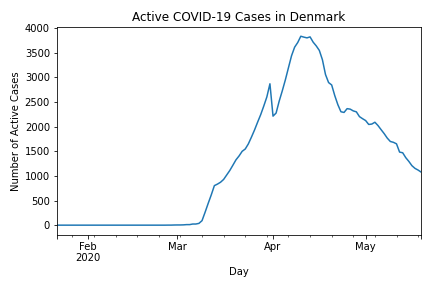 Active COVID-19 Cases in Denmark
Number of Active Cases
4000
3500
3000
2500
2000
1500
1000
500
0
Feb Mar Apr May
2020
Day